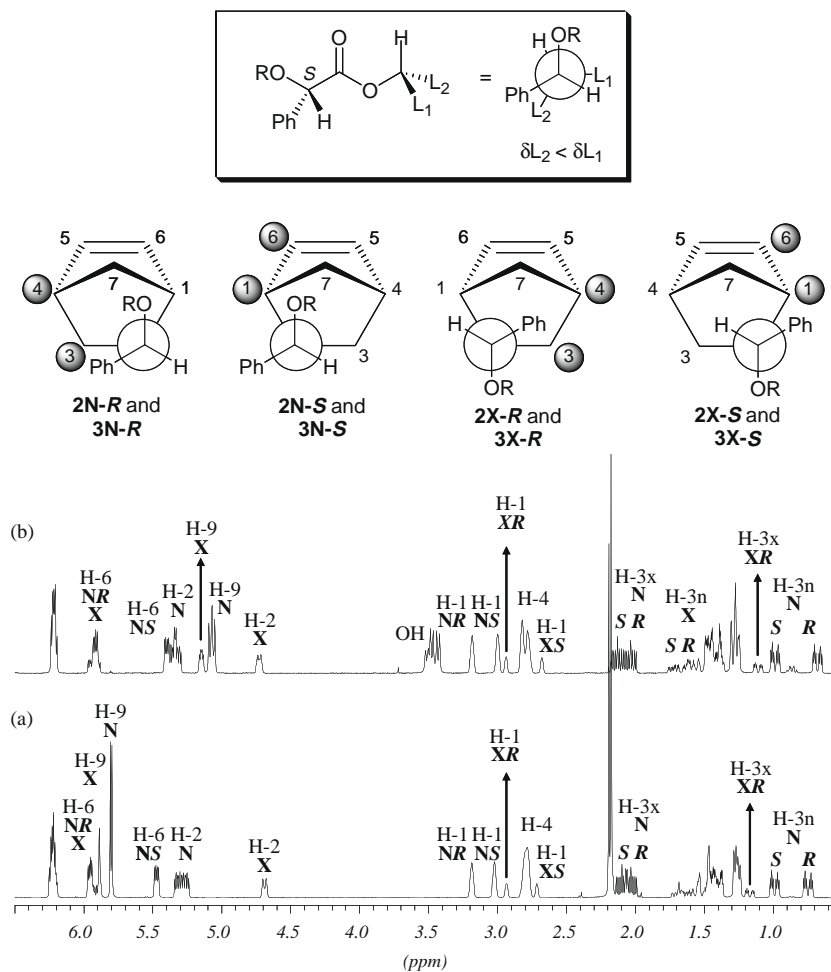 H
O
OR
H
RO
S
O
L2
L1
Ph
H
=
H
L1
Ph
H
L2
δL2 < δL1
5 6
4 7 1
RO
3
Ph H
2N-R and
3N-R
6 5
1 7 4
OR
Ph H 3
2N-S and
3N-S
6 5
1 7 4
H Ph
3
OR
2X-R and
3X-R
5 6
4 7 1
H Ph
3
OR
2X-S and
3X-S
(b)
H-6
NR
X
H-6
NS
H-2
N
H-9
X
H-9
N
H-2
X
OH
H-1
NR
H-1
NS
H-1
XR
H-4
H-1
XS
H-3x
N
S R
H-3n
X
S R
H-3x
XR
H-3n
N
S R
(a)
H-6
NR
X
H-9
X
H-9
N
H-6
NS
H-2
N
H-2
X
H-1
NR
H-1
NS
H-1
XR
H-4
H-1
XS
H-3x
N
S R
H-3x
XR
H-3n
N
S R
6.0 5.5 5.0 4.5 4.0 3.5 3.0 2.5 2.0 1.5 1.0
(ppm)